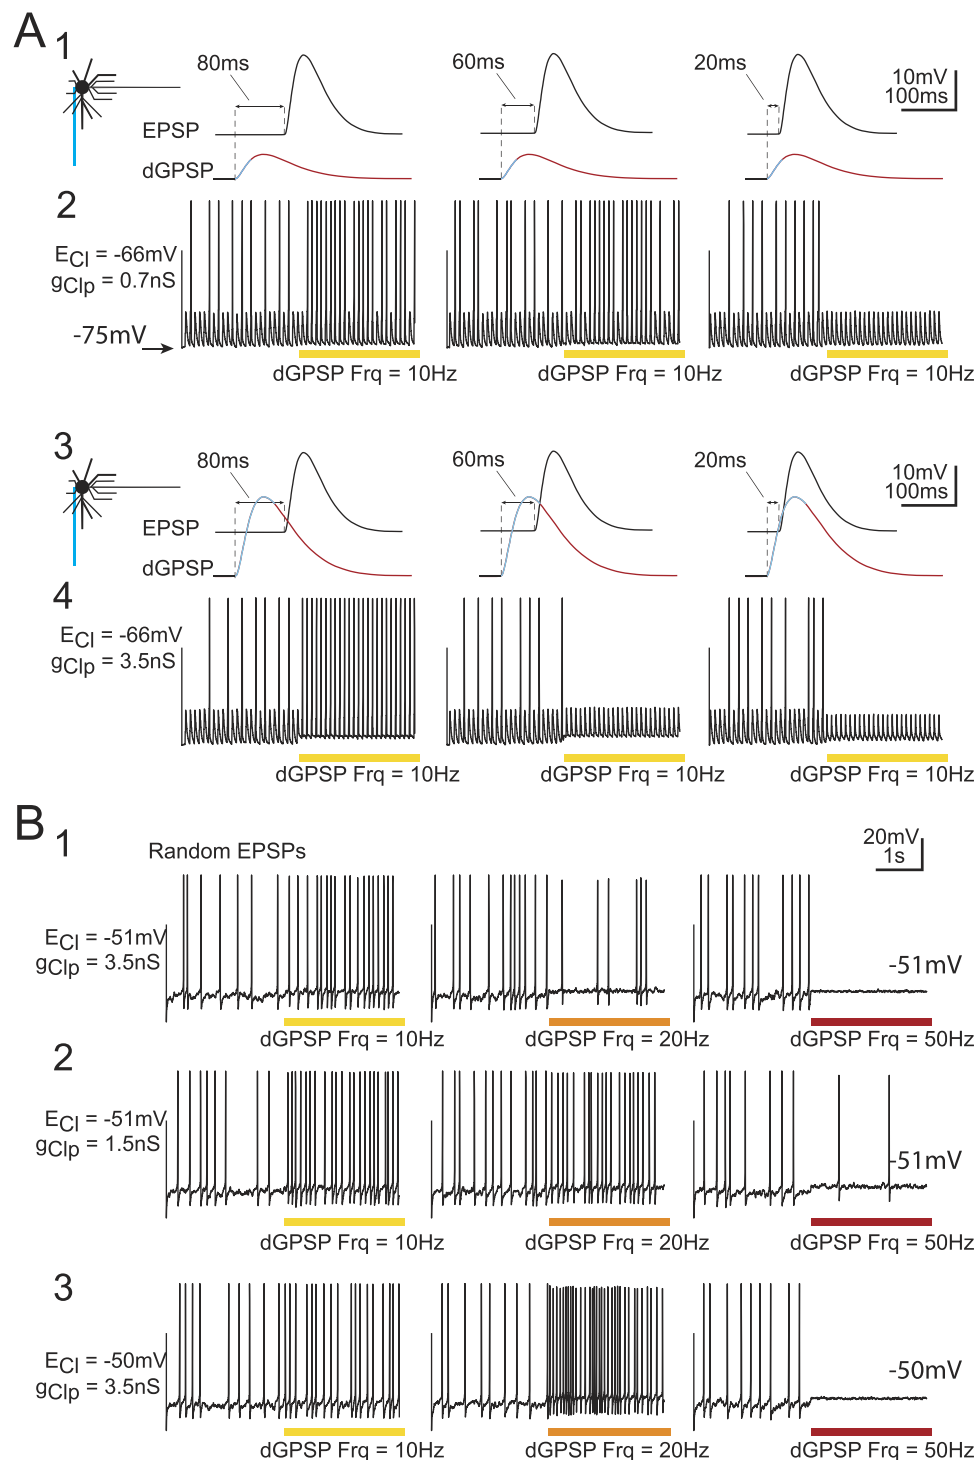 A
1
80ms
60ms
20ms
10mV
100ms
EPSP
dGPSP
2
ECl = -66mV
gClp = 0.7nS
-75mV
dGPSP Frq = 10Hz
dGPSP Frq = 10Hz
dGPSP Frq = 10Hz
3
80ms
60ms
20ms
10mV
100ms
EPSP
dGPSP
4
ECl = -66mV
gClp = 3.5nS
dGPSP Frq = 10Hz
dGPSP Frq = 10Hz
dGPSP Frq = 10Hz
B
1
Random EPSPs
20mV
1s
ECl = -51mV
gClp = 3.5nS
-51mV
dGPSP Frq = 10Hz
dGPSP Frq = 20Hz
dGPSP Frq = 50Hz
2
ECl = -51mV
gClp = 1.5nS
-51mV
dGPSP Frq = 10Hz
dGPSP Frq = 20Hz
dGPSP Frq = 50Hz
3
ECl = -50mV
gClp = 3.5nS
-50mV
dGPSP Frq = 10Hz
dGPSP Frq = 20Hz
dGPSP Frq = 50Hz